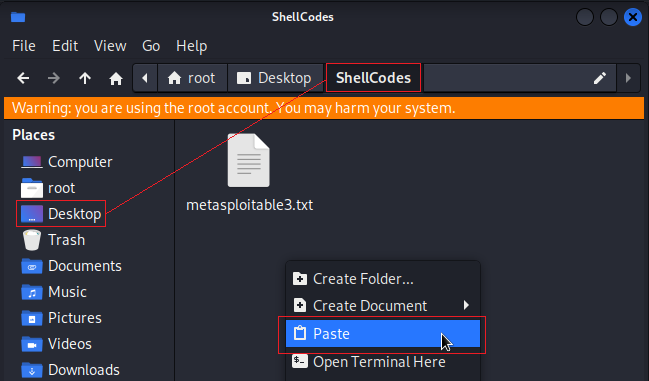 ShellCodes
File Edit View Go Help
root Desktop ShellCodes
Warning: you are using the root account. You may harm your system.
Places
Computer
root
Desktop
Trash
Documents
Music
Pictures
Videos
Downloads
metasploitable3.txt
Create Folder...
Create Document
Paste
Open Terminal Here